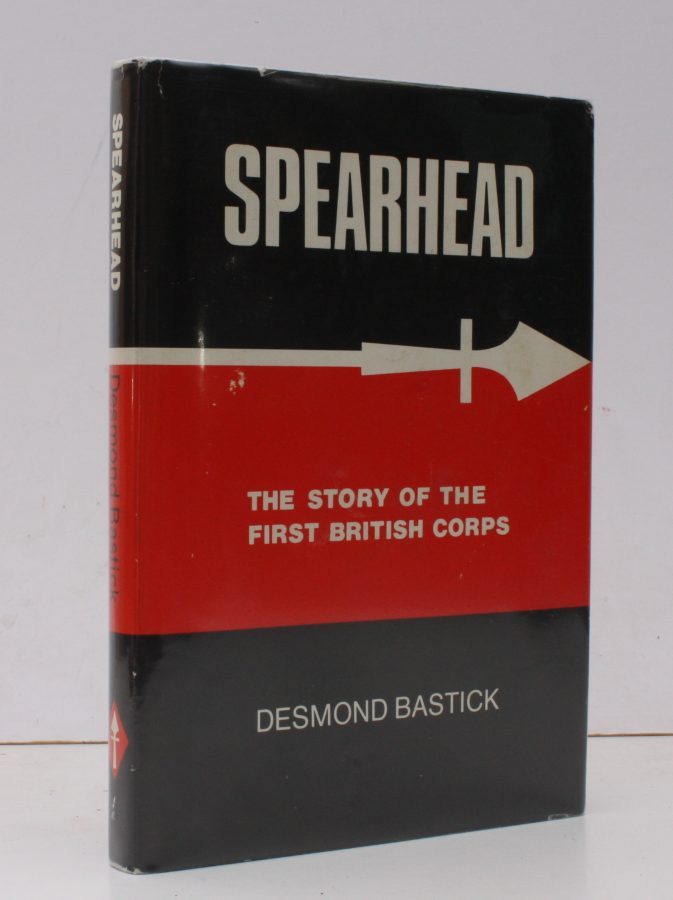 SPEARHEAD
THE STORY OF THE
FIRST BRITISH CORPS
DESMOND BASTICK
SPEARHEAD
Desmond Bastick